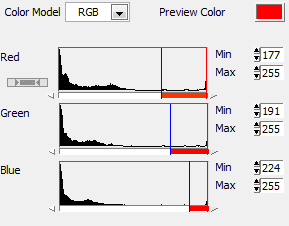 Color Model RGB Preview Color
Red Min 177
Max 255
Green Min 191
Max 255
Blue Min 224
Max 255